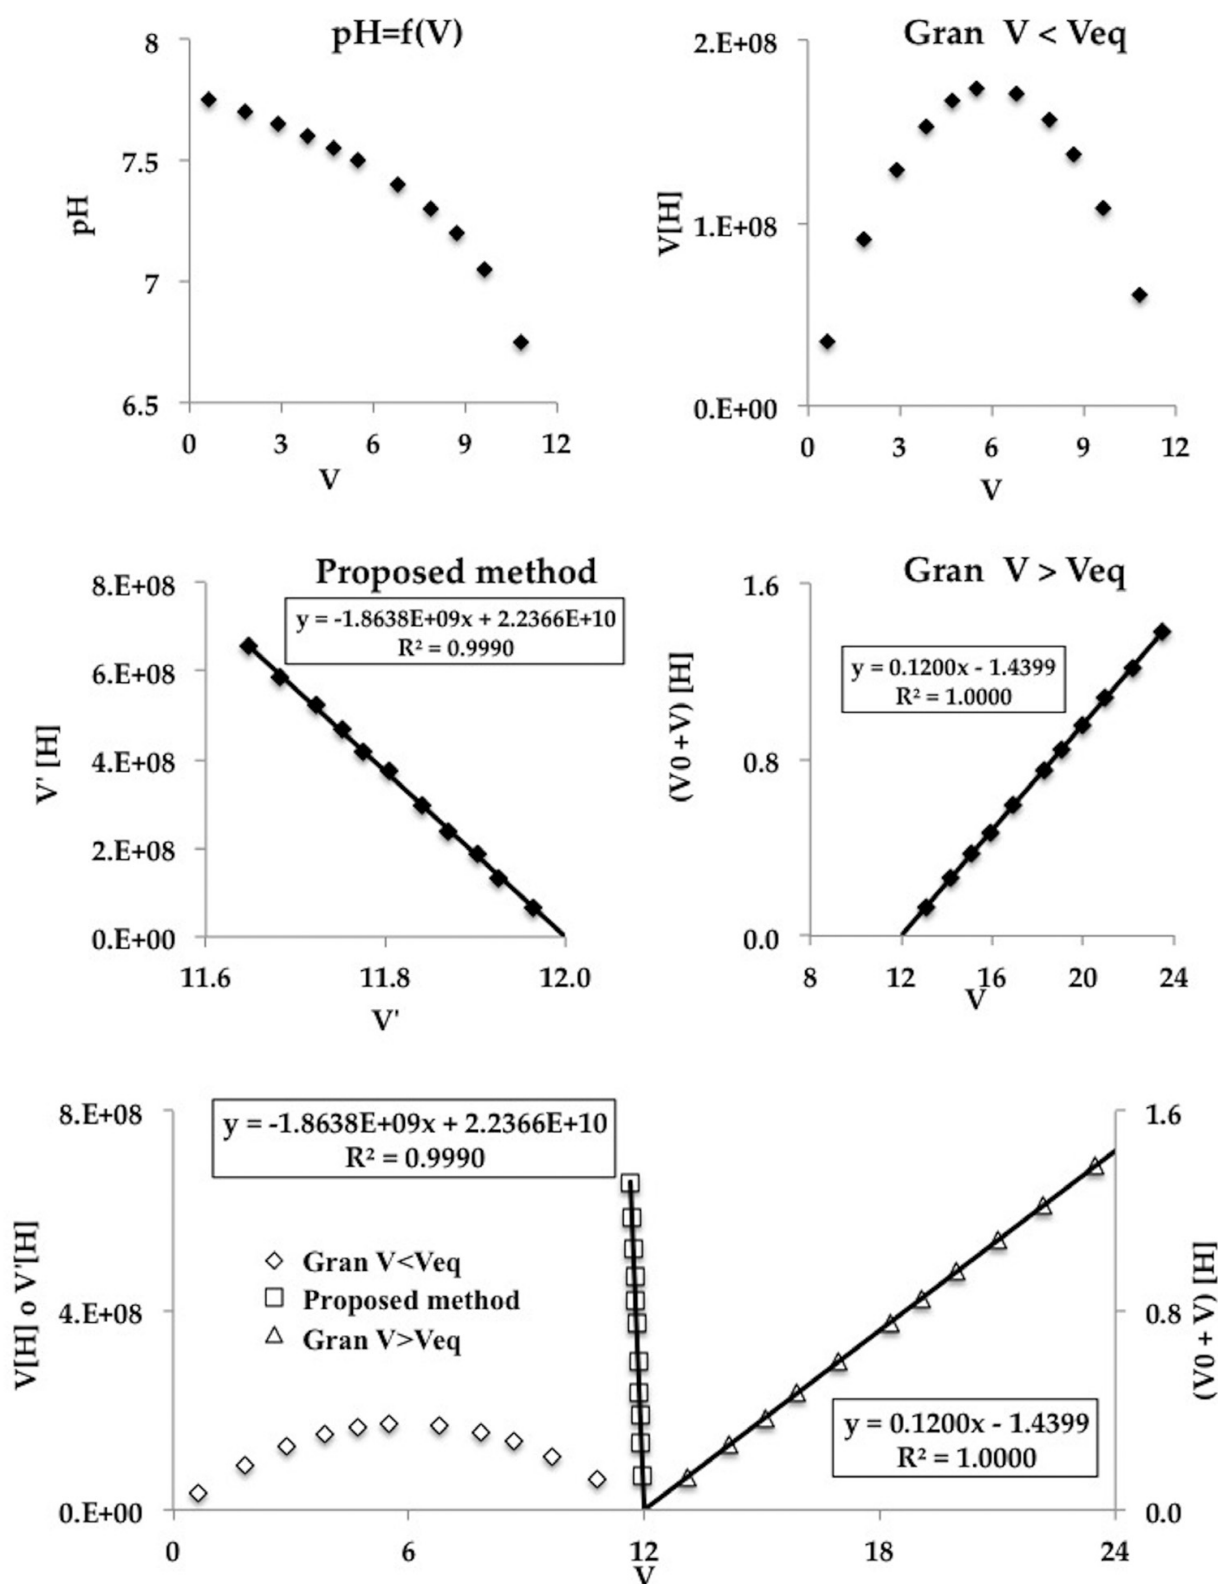 pH=f(V)
8
7.5
7
6.5
pH
0 3 6 9 12
V
Gran V < Veq
2.E+08
1.E+08
0.E+00
V[H]
0 3 6 9 12
V
Proposed method
8.E+08
6.E+08
4.E+08
2.E+08
0.E+00
y = -1.8638E+09x + 2.2366E+10
R² = 0.9990
V' [H]
11.6 11.8 12.0
V'
Gran V > Veq
1.6
0.8
0.0
y = 0.1200x - 1.4399
R² = 1.0000
(V0 +V) [H]
8 12 16 20 24
V
8.E+08
4.E+08
0.E+00
y = -1.8638E+09x + 2.2366E+10
R² = 0.9990
V[H] o V'[H]
Gran V<Veq
Proposed method
Gran V>Veq
1.6
0.8
0.0
(V0 + V) [H]
y = 0.1200x - 1.4399
R² = 1.0000
0 6 12 18 24
V